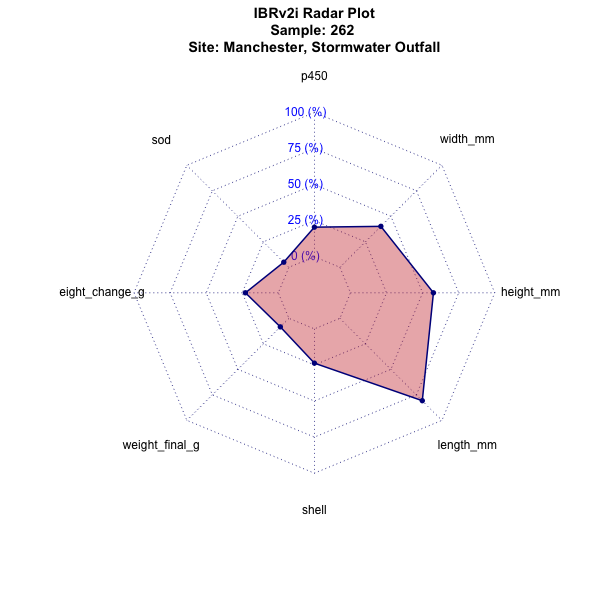 IBRv2i Radar Plot
Sample: 262
Site: Manchester, Stormwater Outfall
p450
100 (%)
sod
width_mm
75 (%)
50 (%)
25 (%)
0 (%)
eight_change_g
height_mm
weight_final_g
length_mm
shell